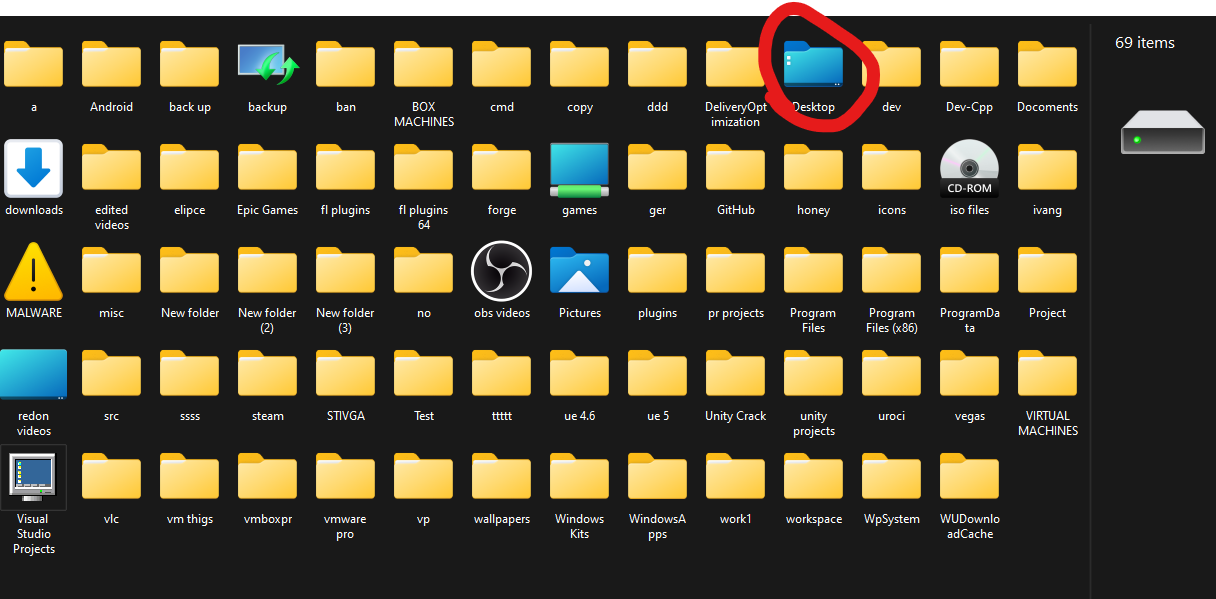 69 items
a Android back up backup ban BOX MACHINES cmd copy ddd DeliveryOptimization Desktop dev Dev-Cpp Docoments
downloads edited videos elipce Epic Games fl plugins fl plugins 64 forge games ger GitHub honey icons CD-ROM iso files ivang
MALWARE misc New folder New folder (2) New folder (3) no obs videos Pictures plugins pr projects Program Files Program Files (x86) ProgramData Project
redon videos src ssss steam STIVGA Test ttttt ue 4.6 ue 5 Unity Crack unity projects uroci vegas VIRTUAL MACHINES
Visual Studio Projects vlc vm thigs vmboxpr vmware pro vp wallpapers Windows Kits WindowsApps work1 workspace WpSystem WUDownloadCache